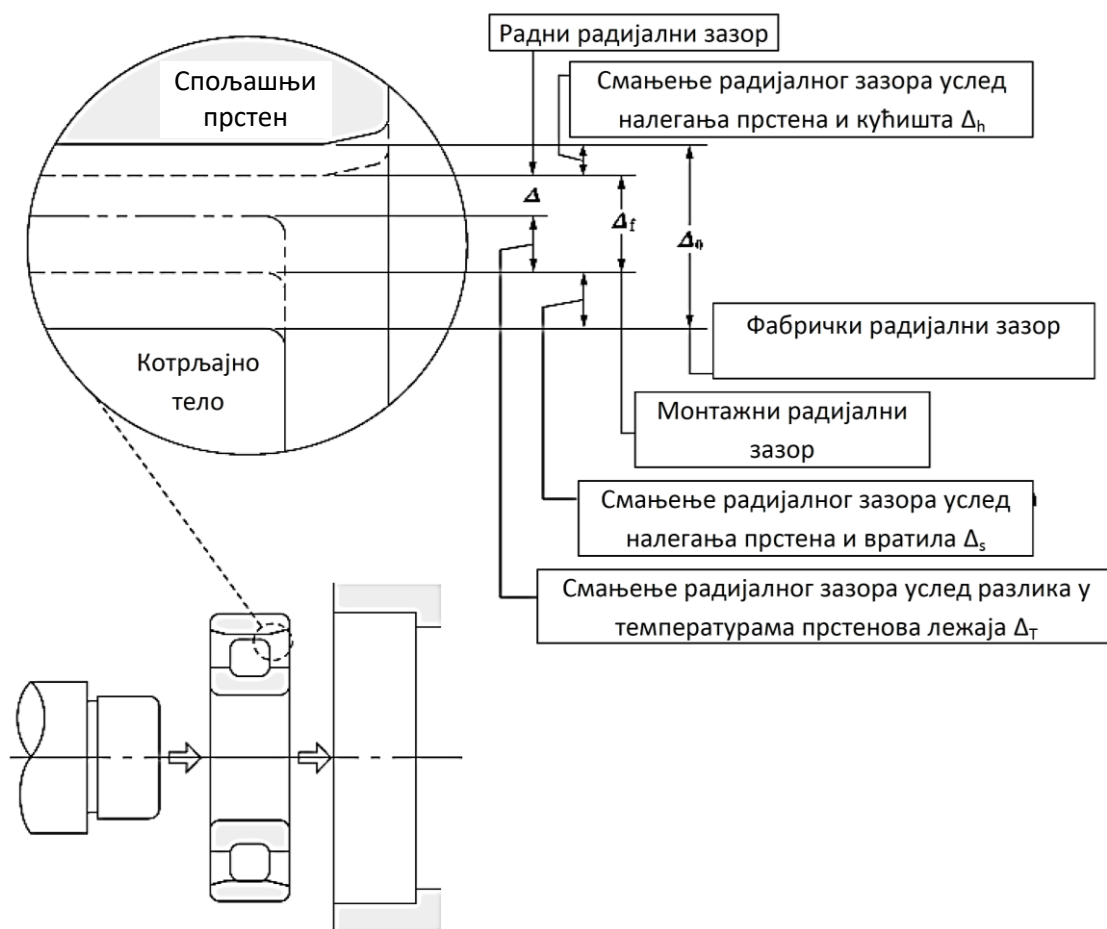 Радни радијални зазор
Спољашњи
прстен
Смањење радијалног зазора услед
налегања прстена и кућишта Δh
Δ
Δf
Δ0
Фабрички радијални зазор
Котрљајно
тело
Монтажни радијални
зазор
Смањење радијалног зазора услед
налегања прстена и вратила Δs
Смањење радијалног зазора услед разлика у
температурама прстенова лежаја ΔT